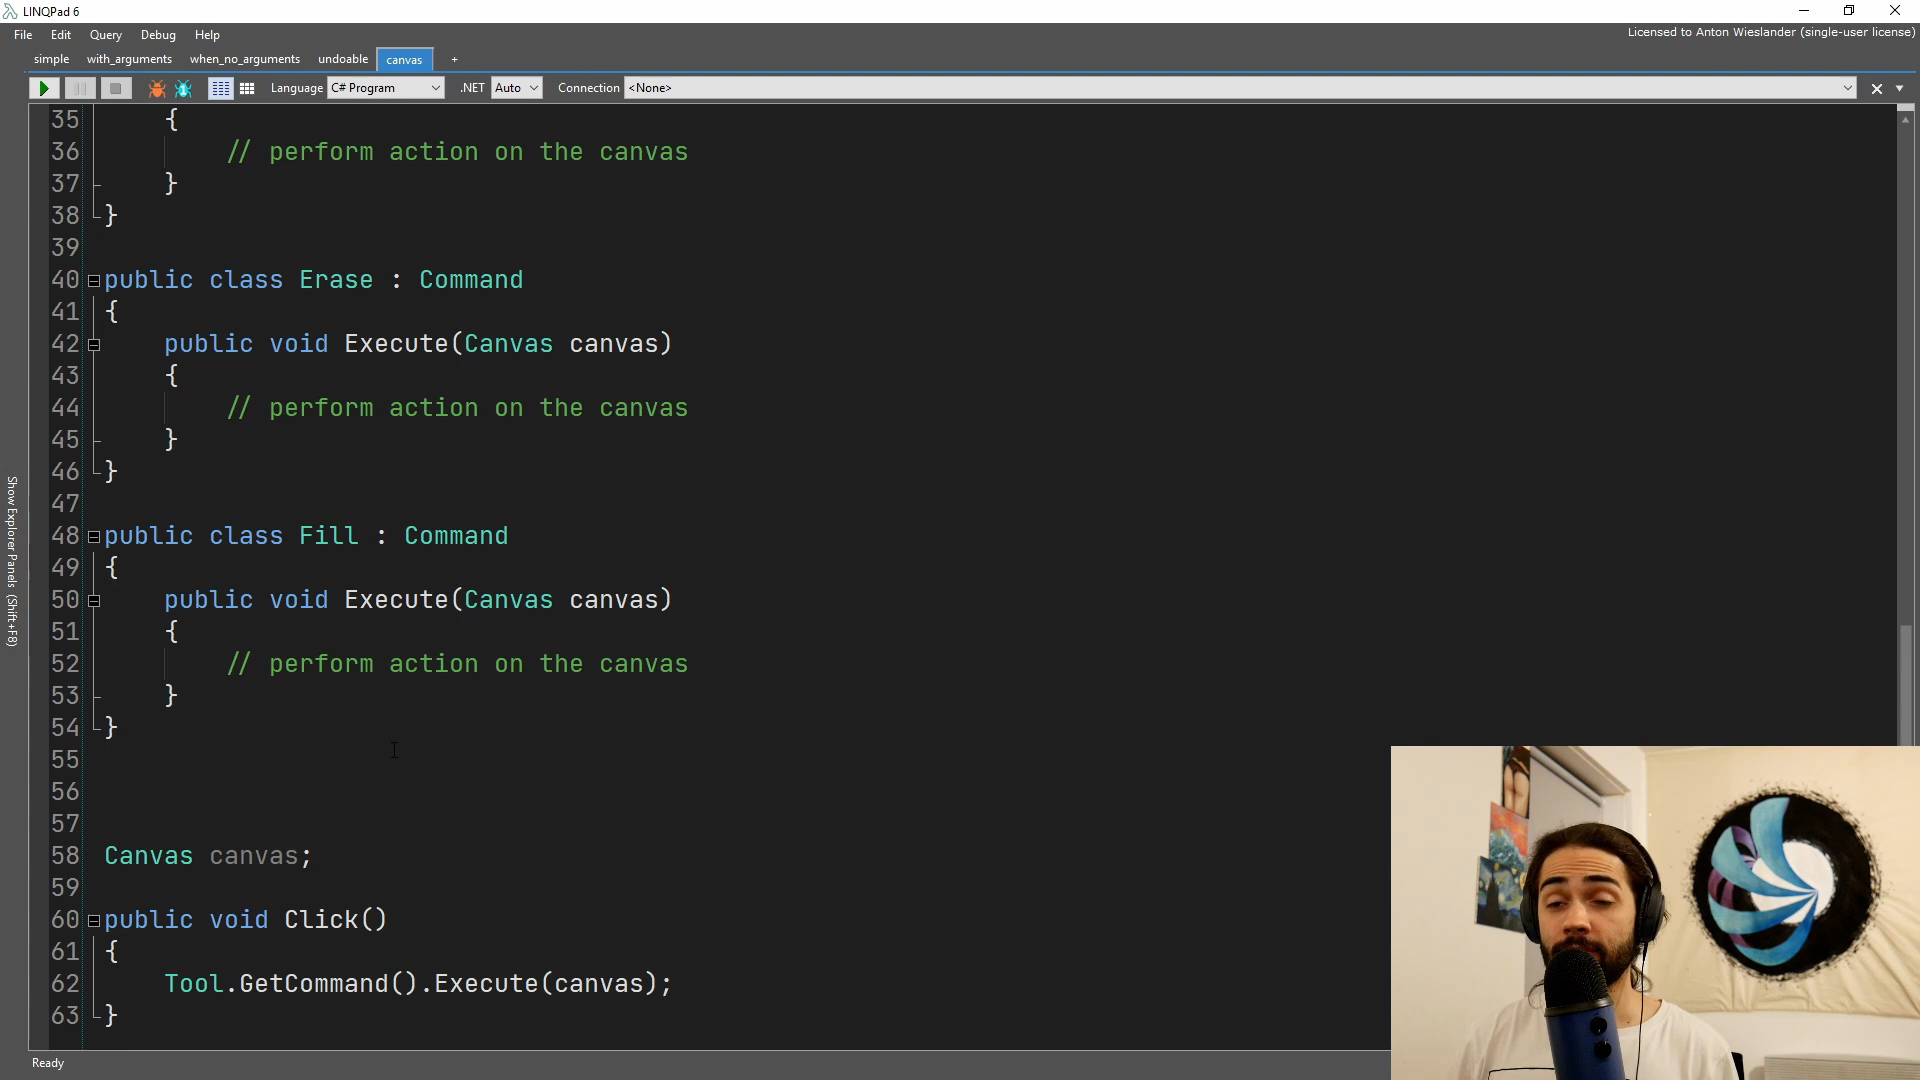 LINQPad 6
File Edit Query Debug Help
Licensed to Anton Wieslander (single-user license)
simple with_arguments when_no_arguments undoable canvas +
Language C# Program .NET Auto Connection <None>
35 {
36 // perform action on the canvas
37 }
38 }
39
40 public class Erase : Command
41 {
42 public void Execute(Canvas canvas)
43 {
44 // perform action on the canvas
45 }
46 }
47
48 public class Fill : Command
49 {
50 public void Execute(Canvas canvas)
51 {
52 // perform action on the canvas
53 }
54 }
55
56
57
58 Canvas canvas;
59
60 public void Click()
61 {
62 Tool.GetCommand().Execute(canvas);
63 }
Show Explorer Panels (Shift+F8)
Ready